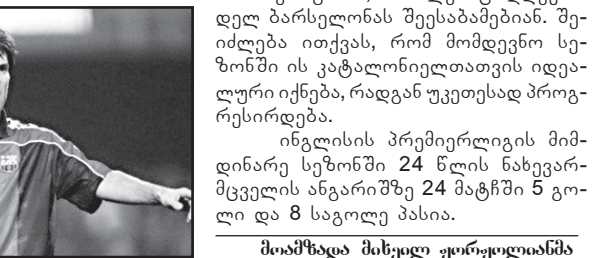 დელ ბარსელონას შეესაბამებიან. შე-
იძლება ითქვას, რომ მომდევნო სე-
ზონში ის კატალონიელთათვის იდეა-
ლური იქნება, რადგან უკეთესად პროგ-
რესირდება.
ინგლისის პრემიერლიგის მიმ-
დინარე სეზონში 24 წლის ნახევარ-
მცველის ანგარიშზე 24 მატჩში 5 გო-
ლი და 8 საგოლე პასია.
მოამზადა მიხეილ ჟორჟოლიანმა